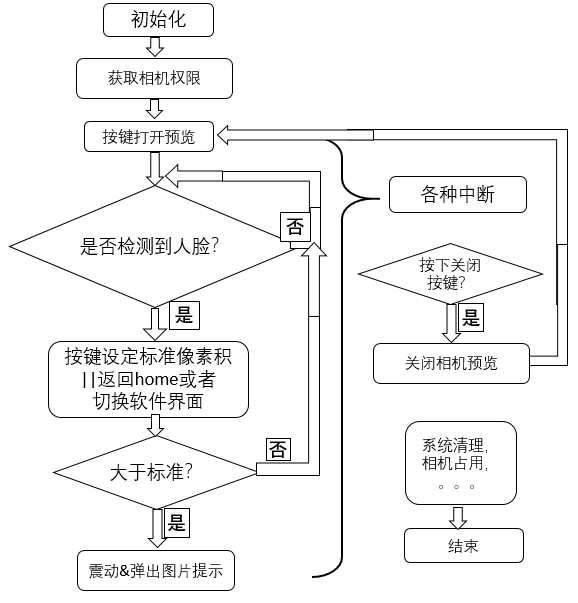 初始化
获取相机权限
按键打开预览
是否检测到人脸?
否
是
按键设定标准像素积
||返回home或者
切换软件界面
大于标准?
否
是
震动&弹出图片提示
各种中断
按下关闭
按键?
是
关闭相机预览
系统清理,
相机占用,
。。。
结束